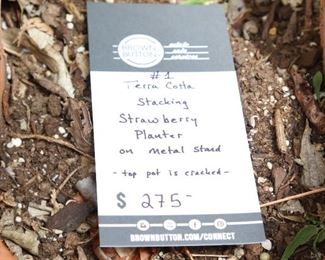 BROWN
BUTTON
#1
Terra Cotta
Stacking
Strawberry
Planter
on metal stand
- top pot is cracked -
$ 275-
BROWNBUTTON.COM/CONNECT